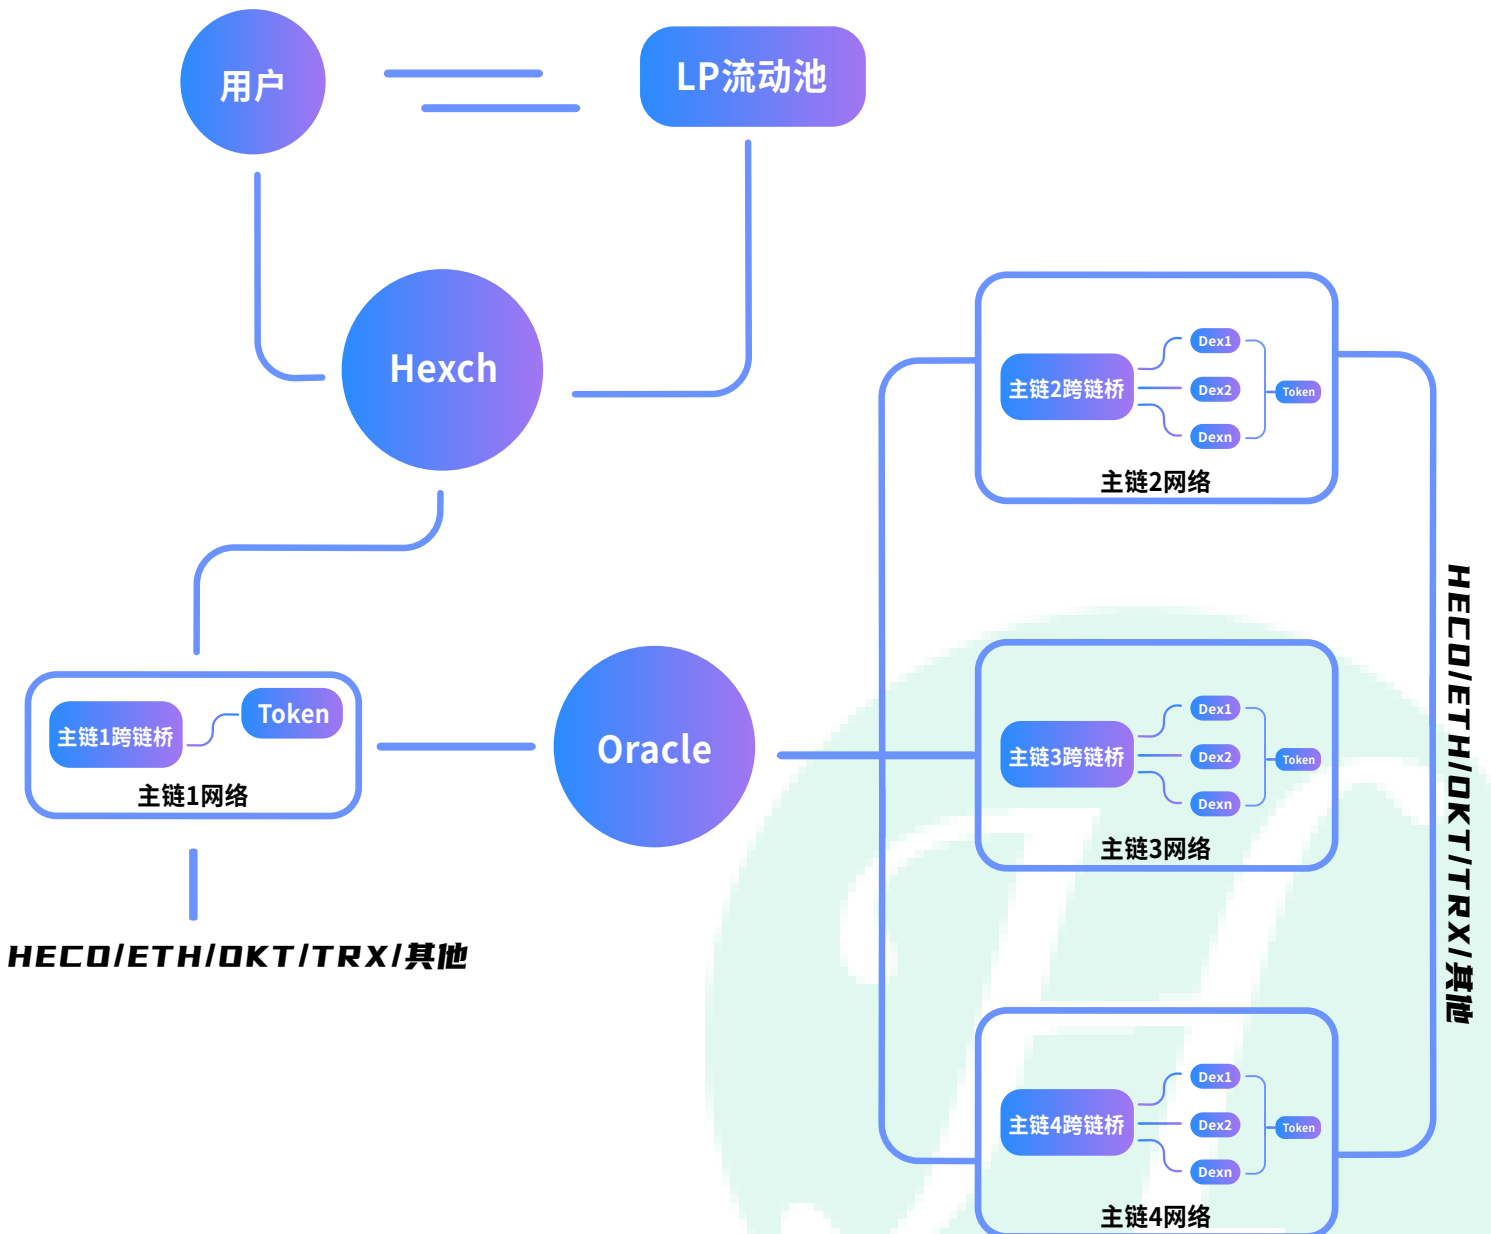 用户
LP流动池
Hexch
主链2跨链桥
Dex1
Dex2
Dexn
Token
主链2网络
主链1跨链桥
Token
主链1网络
Oracle
主链3跨链桥
Dex1
Dex2
Dexn
Token
主链3网络
HECO/ETH/OKT/TRX/其他
HECO/ETH/OKT/TRX/其他
主链4跨链桥
Dex1
Dex2
Dexn
Token
主链4网络